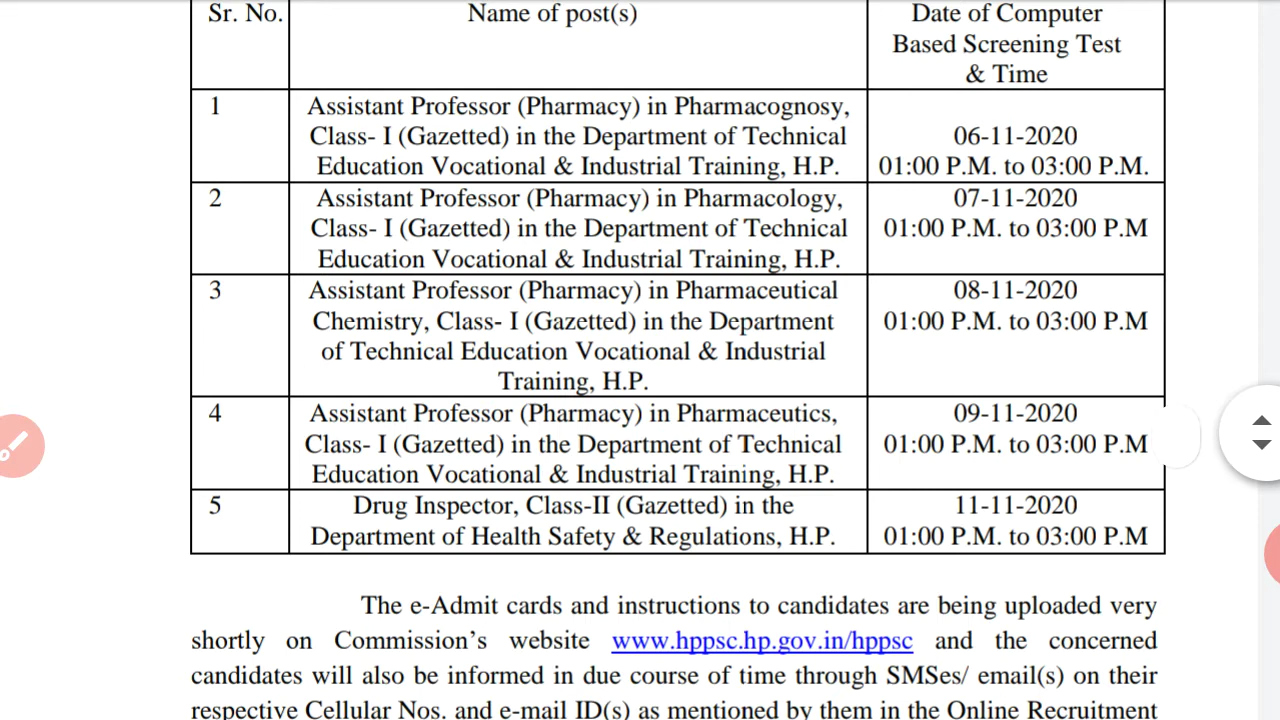 Sr. No.
Name of post(s)
Date of Computer
Based Screening Test
& Time
1
Assistant Professor (Pharmacy) in Pharmacognosy,
Class- I (Gazetted) in the Department of Technical
Education Vocational & Industrial Training, H.P.
06-11-2020
01:00 P.M. to 03:00 P.M.
2
Assistant Professor (Pharmacy) in Pharmacology,
Class- I (Gazetted) in the Department of Technical
Education Vocational & Industrial Training, H.P.
07-11-2020
01:00 P.M. to 03:00 P.M
3
Assistant Professor (Pharmacy) in Pharmaceutical
Chemistry, Class- I (Gazetted) in the Department
of Technical Education Vocational & Industrial
Training, H.P.
08-11-2020
01:00 P.M. to 03:00 P.M
4
Assistant Professor (Pharmacy) in Pharmaceutics,
Class- I (Gazetted) in the Department of Technical
Education Vocational & Industrial Training, H.P.
09-11-2020
01:00 P.M. to 03:00 P.M
5
Drug Inspector, Class-II (Gazetted) in the
Department of Health Safety & Regulations, H.P.
11-11-2020
01:00 P.M. to 03:00 P.M
The e-Admit cards and instructions to candidates are being uploaded very
shortly on Commission’s website www.hppsc.hp.gov.in/hppsc and the concerned
candidates will also be informed in due course of time through SMSes/ email(s) on their
respective Cellular Nos. and e-mail ID(s) as mentioned by them in the Online Recruitment